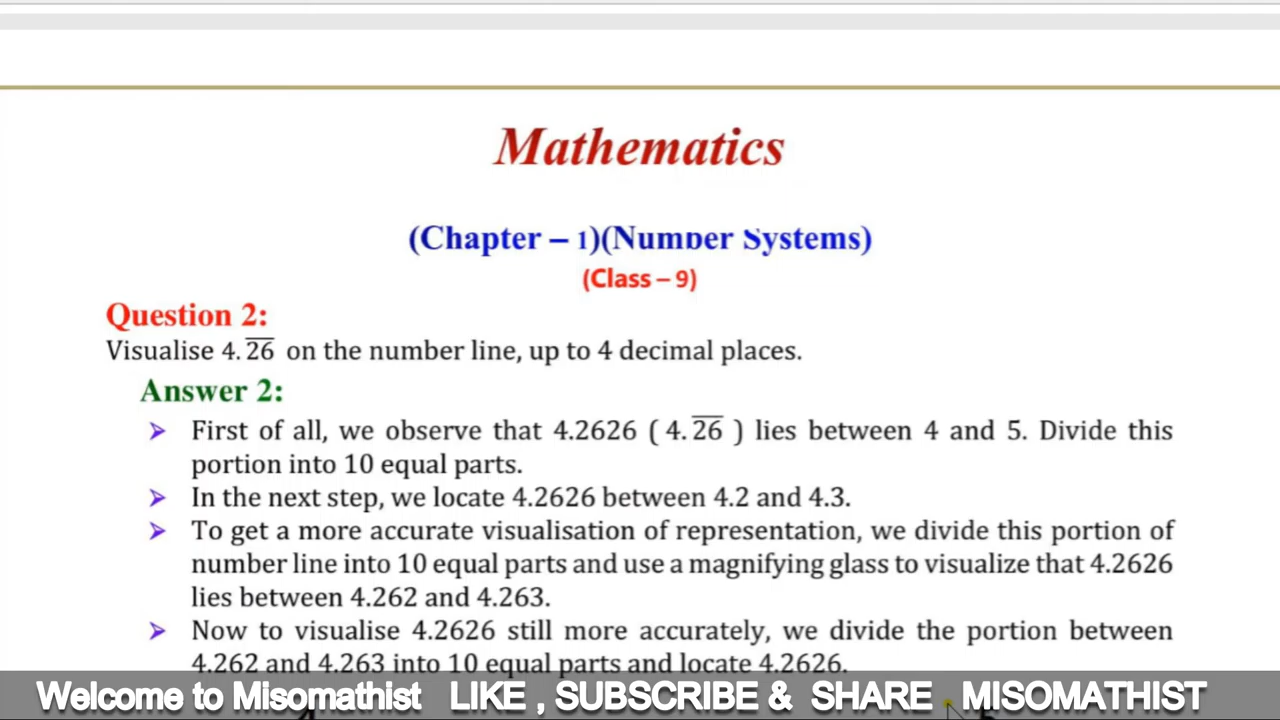 Mathematics
(Chapter – 1)(Number Systems)
(Class – 9)
Question 2:
Visualise 4.2̅6̅ on the number line, up to 4 decimal places.
Answer 2:
➢ First of all, we observe that 4.2626 ( 4.2̅6̅ ) lies between 4 and 5. Divide this
portion into 10 equal parts.
➢ In the next step, we locate 4.2626 between 4.2 and 4.3.
➢ To get a more accurate visualisation of representation, we divide this portion of
number line into 10 equal parts and use a magnifying glass to visualize that 4.2626
lies between 4.262 and 4.263.
➢ Now to visualise 4.2626 still more accurately, we divide the portion between
4.262 and 4.263 into 10 equal parts and locate 4.2626.
Welcome to Misomathist LIKE , SUBSCRIBE & SHARE , MISOMATHIST